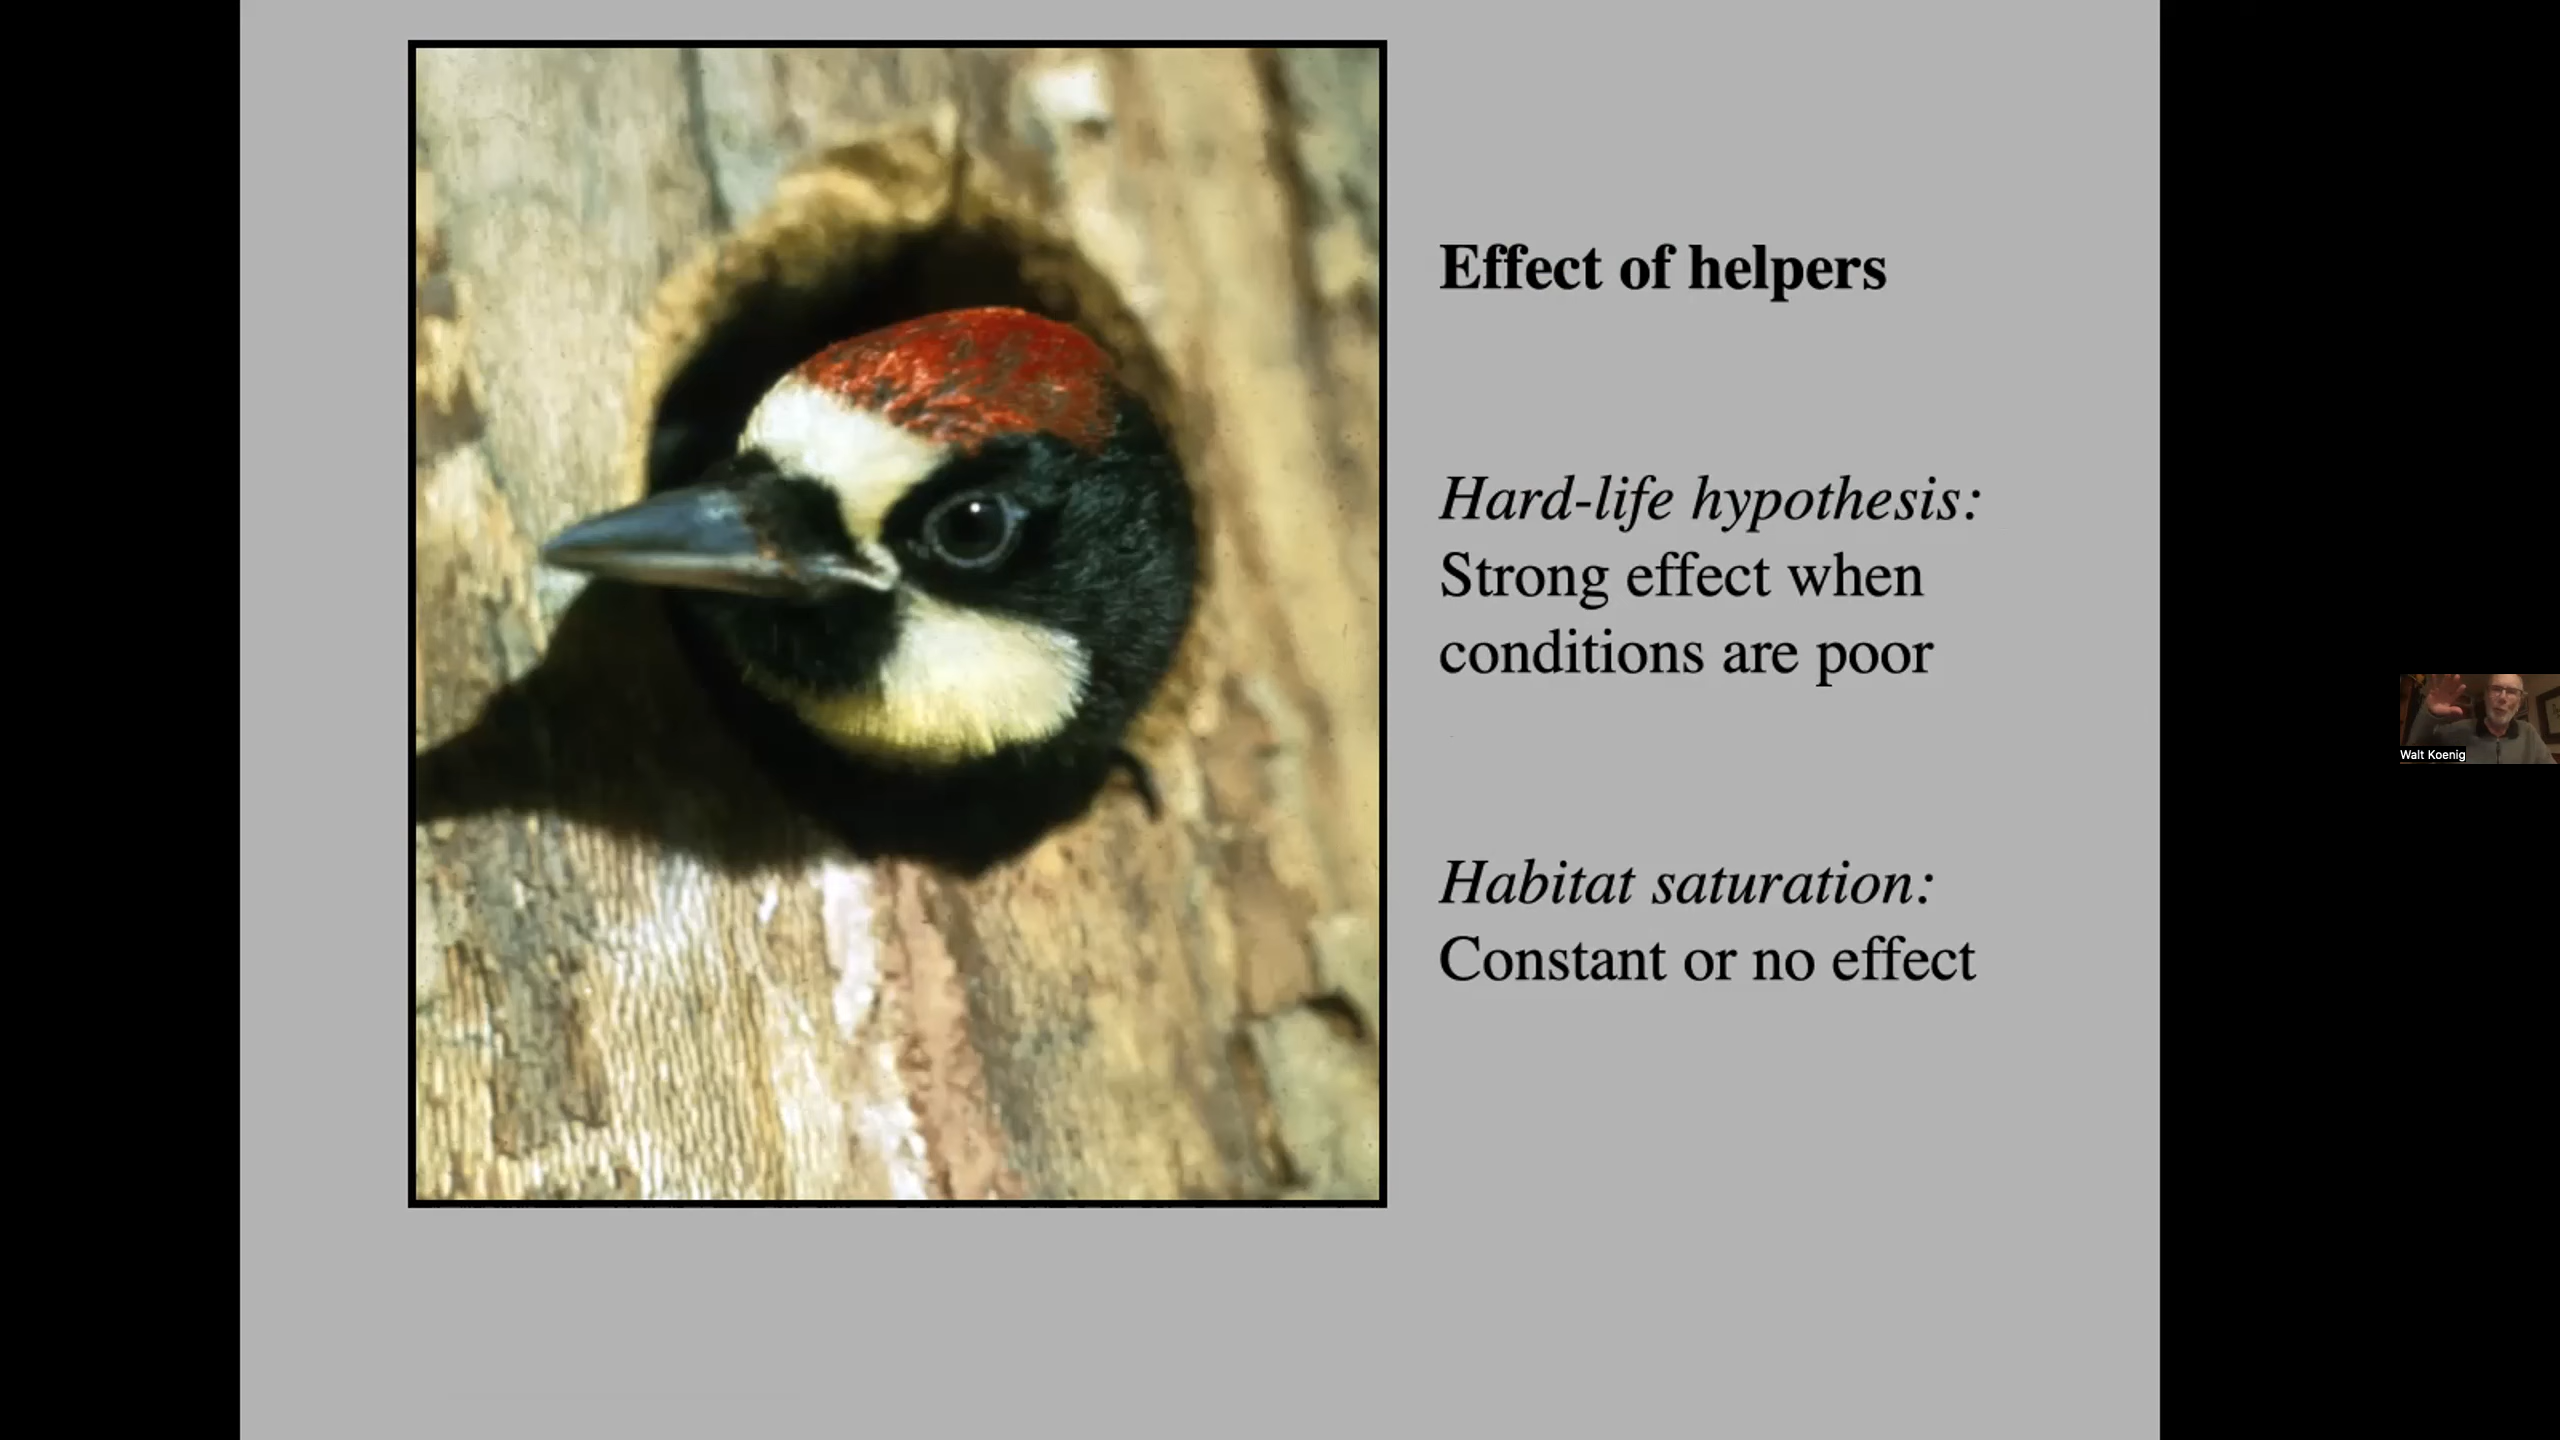 Effect of helpers
Hard-life hypothesis:
Strong effect when
conditions are poor
Habitat saturation:
Constant or no effect
Walt Koenig